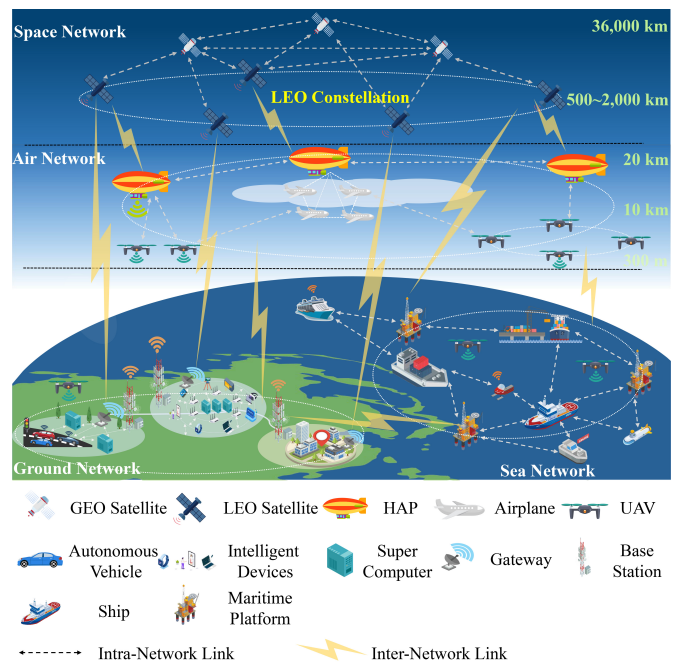 Space Network
36,000 km
LEO Constellation
500~2,000 km
Air Network
20 km
10 km
300 m
Ground Network
Sea Network
GEO Satellite
LEO Satellite
HAP
Airplane
UAV
Autonomous
Vehicle
Intelligent
Devices
Super
Computer
Gateway
Base
Station
Ship
Maritime
Platform
Intra-Network Link
Inter-Network Link